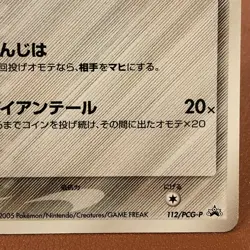 んじは
回投げオモテなら、相手をマヒにする。
イアンテール 20×
までコインを投げ続け、その間に出たオモテ×20
抵抗力 にげる
2005 Pokémon/Nintendo/Creatures/GAME FREAK 112/PCG-P